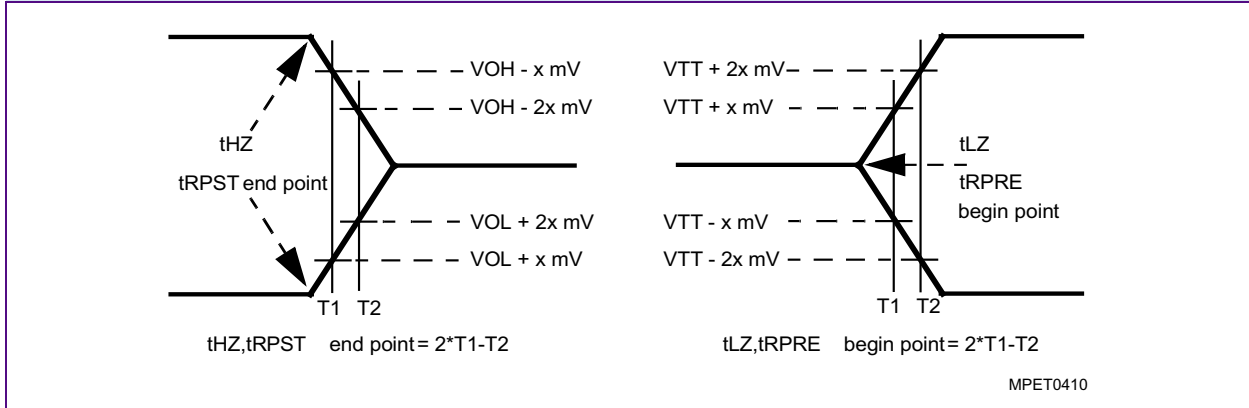 VOH - x mV
VOH - 2x mV
tHZ
tRPST end point
VOL + 2x mV
VOL + x mV
T1 T2
tHZ,tRPST end point = 2*T1-T2
VTT + 2x mV
VTT + x mV
tLZ
tRPRE
begin point
VTT - x mV
VTT - 2x mV
T1 T2
tLZ,tRPRE begin point = 2*T1-T2
MPET0410